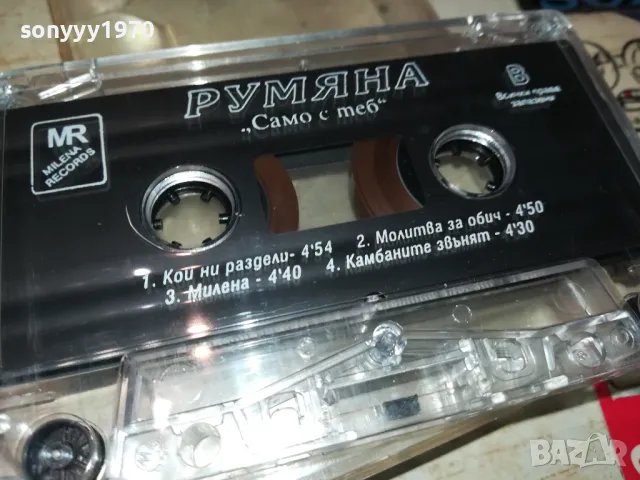 sonyyy1970
РУМЯНА
„Само с теб“
B
Всички права
запазени
MR
MILENA
RECORDS
1. Кой ни раздели- 4'54
2. Молитва за обич - 4'50
3. Милена - 4'40
4. Камбаните звънят - 4'30
BAZAR